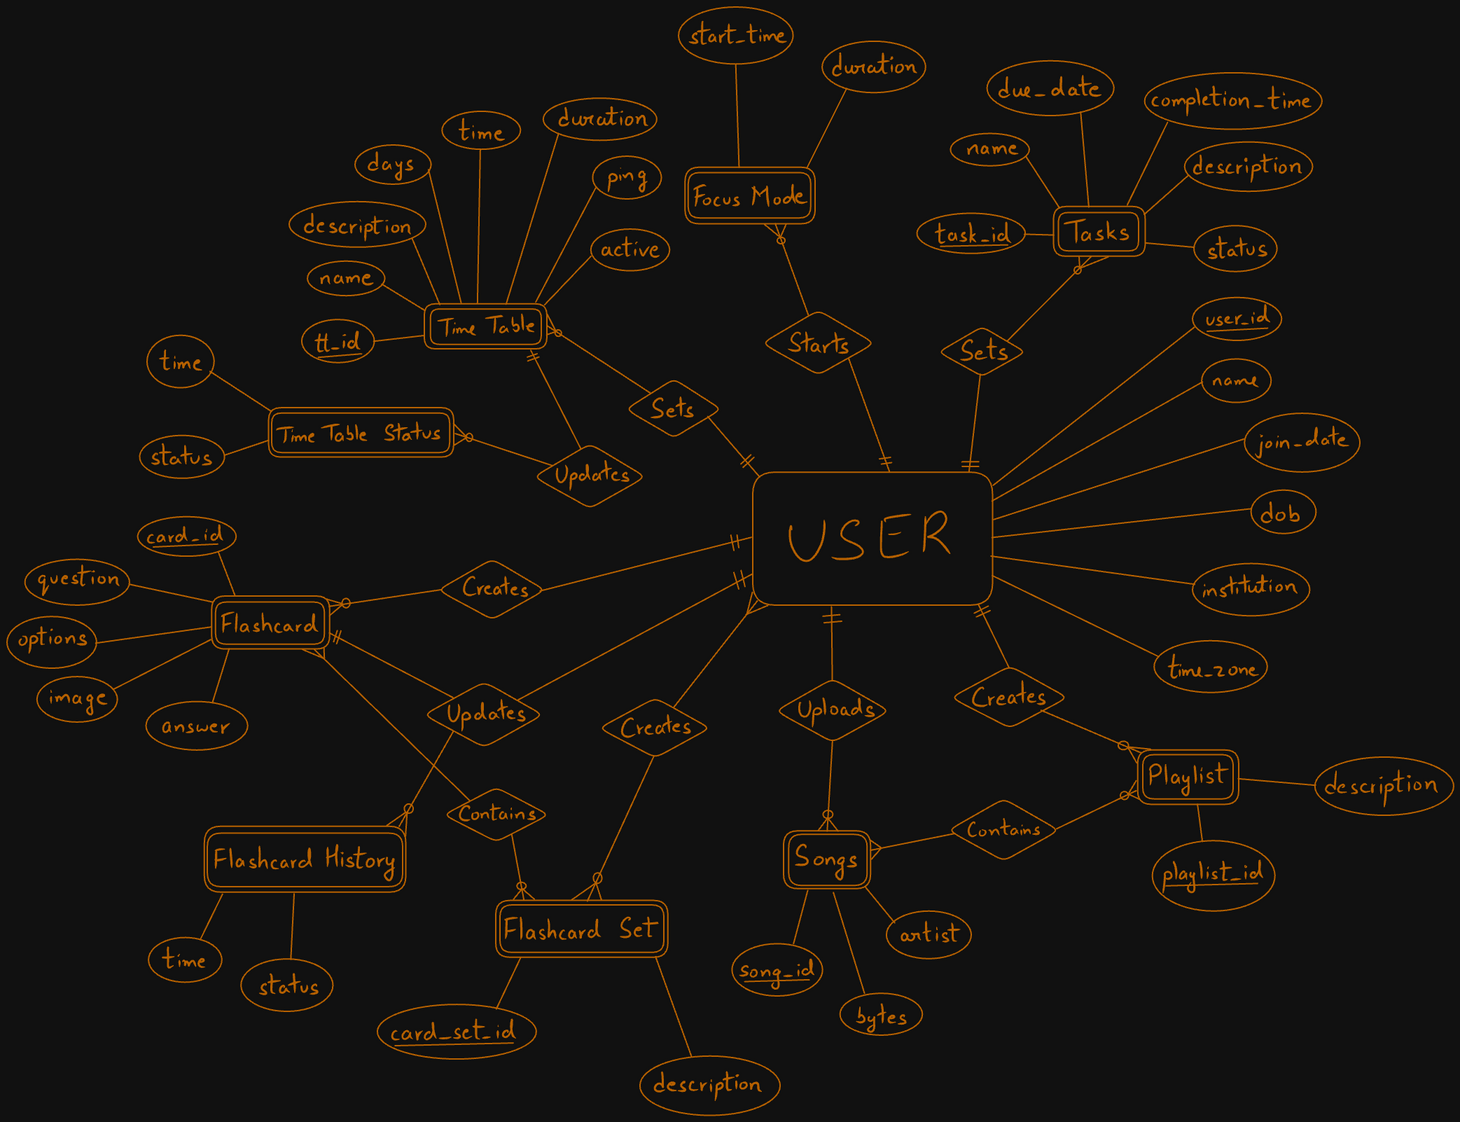 start_time
duration
Focus Mode
Starts
due_date
completion_time
name
description
task_id
Tasks
status
Sets
time
duration
days
ping
description
active
name
Time Table
tt_id
Sets
time
Time Table Status
status
Updates
USER
user_id
name
join_date
dob
institution
time_zone
card_id
question
Creates
Flashcard
options
image
answer
Updates
Contains
Creates
Flashcard History
time
status
Flashcard Set
card_set_id
description
Uploads
Creates
Playlist
description
playlist_id
Contains
Songs
artist
song_id
bytes